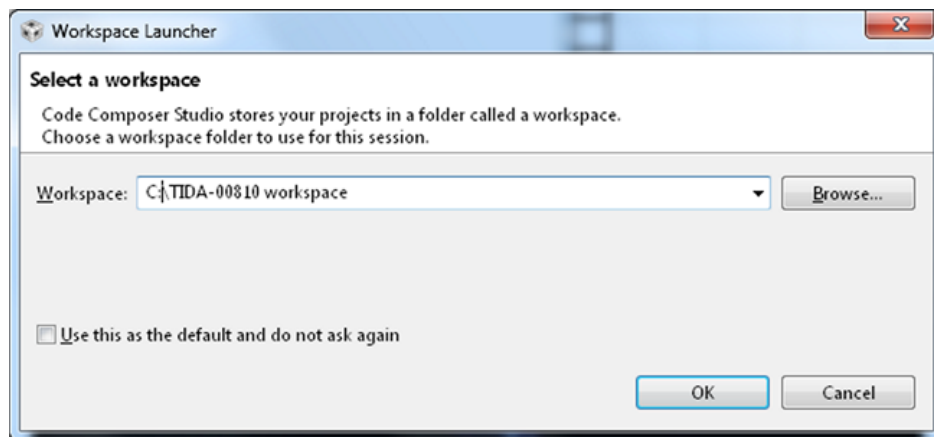 Workspace Launcher
Select a workspace
Code Composer Studio stores your projects in a folder called a workspace.
Choose a workspace folder to use for this session.
Workspace: C:\TIDA-00810 workspace Browse...
Use this as the default and do not ask again
OK Cancel